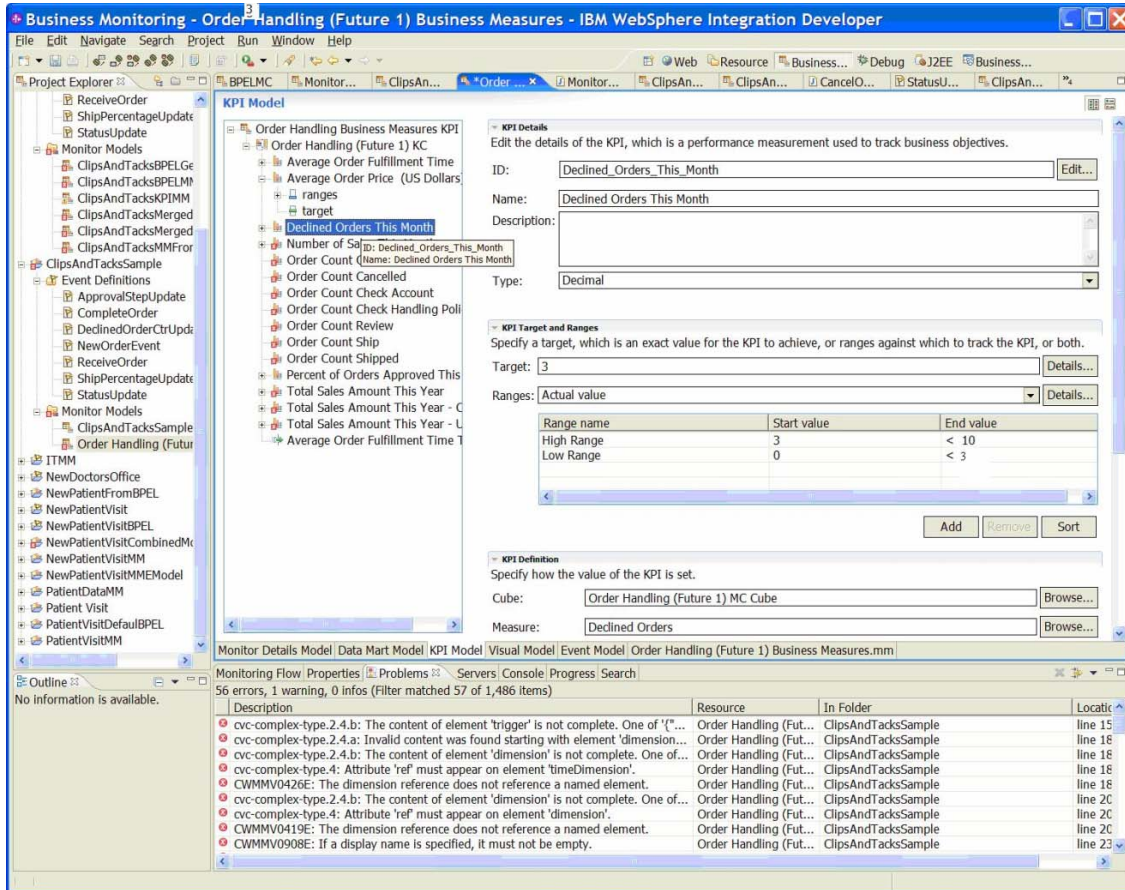 Business Monitoring - Order Handling (Future 1) Business Measures - IBM WebSphere Integration Developer
3
File Edit Navigate Search Project Run Window Help
Web Resource Business... Debug J2EE Business...
Project Explorer
BPELMC Monitor... ClipsAn... *Order ... Monitor... ClipsAn... ClipsAn... CancelO... StatusU... ClipsAn... »4
ReceiveOrder
ShipPercentageUpdate
StatusUpdate
Monitor Models
ClipsAndTacksBPELGe
ClipsAndTacksBPELMN
ClipsAndTacksKPIMM
ClipsAndTacksMerged
ClipsAndTacksMerged
ClipsAndTacksMMFron
ClipsAndTacksSample
Event Definitions
ApprovalStepUpdate
CompleteOrder
DeclinedOrderCtrUpda
NewOrderEvent
ReceiveOrder
ShipPercentageUpdate
StatusUpdate
Monitor Models
ClipsAndTacksSample
Order Handling (Futur
ITMM
NewDoctorsOffice
NewPatientFromBPEL
NewPatientVisit
NewPatientVisitBPEL
NewPatientVisitCombinedMo
NewPatientVisitMM
NewPatientVisitMMEModel
PatientDataMM
Patient Visit
PatientVisitDefaulBPEL
PatientVisitMM
KPI Model
Order Handling Business Measures KPI
Order Handling (Future 1) KC
Average Order Fulfillment Time
Average Order Price (US Dollars)
ranges
target
Declined Orders This Month
Number of Sa
ID: Declined_Orders_This_Month
Name: Declined Orders This Month
Order Count
Order Count Cancelled
Order Count Check Account
Order Count Check Handling Poli
Order Count Review
Order Count Ship
Order Count Shipped
Percent of Orders Approved This
Total Sales Amount This Year
Total Sales Amount This Year - C
Total Sales Amount This Year - U
Average Order Fulfillment Time T
KPI Details
Edit the details of the KPI, which is a performance measurement used to track business objectives.
ID: Declined_Orders_This_Month Edit...
Name: Declined Orders This Month
Description:
Type: Decimal
KPI Target and Ranges
Specify a target, which is an exact value for the KPI to achieve, or ranges against which to track the KPI, or both.
Target: 3 Details...
Ranges: Actual value Details...
Range name Start value End value
High Range 3 < 10
Low Range 0 < 3
Add Remove Sort
KPI Definition
Specify how the value of the KPI is set.
Cube: Order Handling (Future 1) MC Cube Browse...
Measure: Declined Orders Browse...
Monitor Details Model Data Mart Model KPI Model Visual Model Event Model Order Handling (Future 1) Business Measures.mm
Outline
No information is available.
Monitoring Flow Properties Problems Servers Console Progress Search
56 errors, 1 warning, 0 infos (Filter matched 57 of 1,486 items)
Description Resource In Folder Locatic
cvc-complex-type.2.4.b: The content of element 'trigger' is not complete. One of '{"... Order Handling (Fut... ClipsAndTacksSample line 15
cvc-complex-type.2.4.a: Invalid content was found starting with element 'dimension... Order Handling (Fut... ClipsAndTacksSample line 18
cvc-complex-type.2.4.b: The content of element 'dimension' is not complete. One of... Order Handling (Fut... ClipsAndTacksSample line 18
cvc-complex-type.4: Attribute 'ref' must appear on element 'timeDimension'. Order Handling (Fut... ClipsAndTacksSample line 18
CWMMV0426E: The dimension reference does not reference a named element. Order Handling (Fut... ClipsAndTacksSample line 18
cvc-complex-type.2.4.b: The content of element 'dimension' is not complete. One of... Order Handling (Fut... ClipsAndTacksSample line 20
cvc-complex-type.4: Attribute 'ref' must appear on element 'dimension'. Order Handling (Fut... ClipsAndTacksSample line 20
CWMMV0419E: The dimension reference does not reference a named element. Order Handling (Fut... ClipsAndTacksSample line 20
CWMMV0908E: If a display name is specified, it must not be empty. Order Handling (Fut... ClipsAndTacksSample line 23